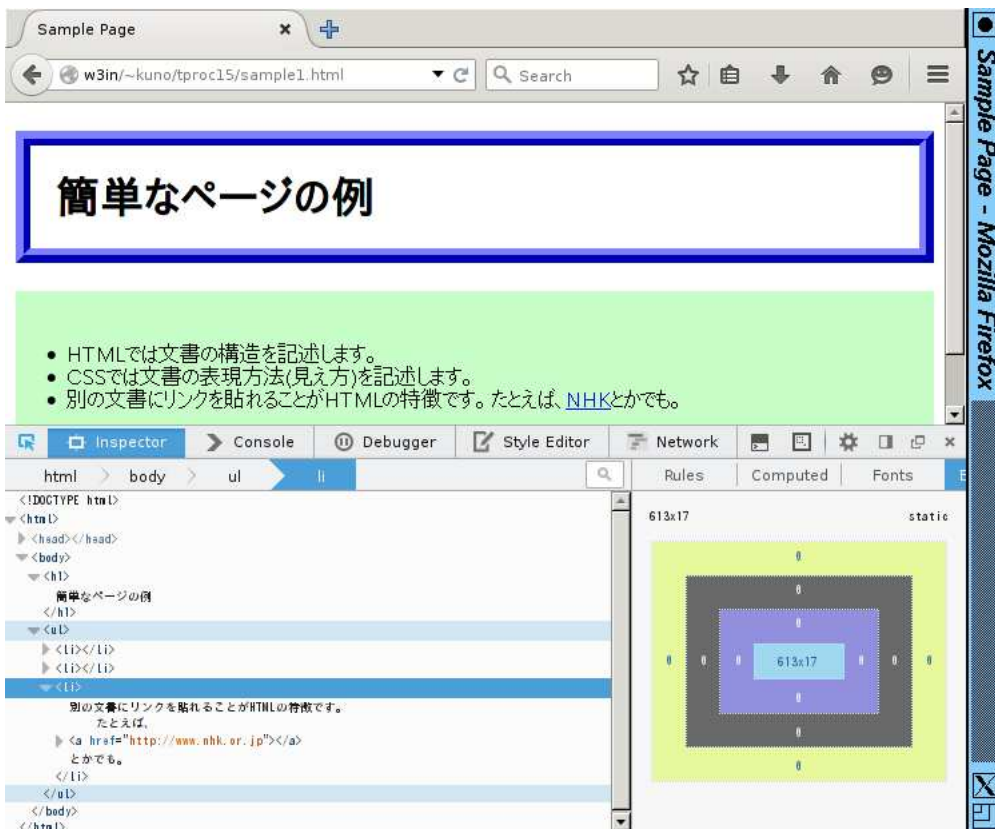 Sample Page
w3in/~kuno/tproc15/sample1.html
Search
簡単なページの例
HTMLでは文書の構造を記述します。
CSSでは文書の表現方法(見え方)を記述します。
別の文書にリンクを貼れることがHTMLの特徴です。たとえば、NHKとかでも。
Inspector Console Debugger Style Editor Network
html body ul li
Rules Computed Fonts
<!DOCTYPE html>
<html>
<head></head>
<body>
<h1>
簡単なページの例
</h1>
<ul>
<li></li>
<li></li>
<li>
別の文書にリンクを貼れることがHTMLの特徴です。
たとえば、
<a href="http://www.nhk.or.jp"></a>
とかでも。
</li>
</ul>
</body>
</html>
613x17 static
0
0
0
0 0 0 613x17 0 0 0
0
0
0
Sample Page - Mozilla Firefox